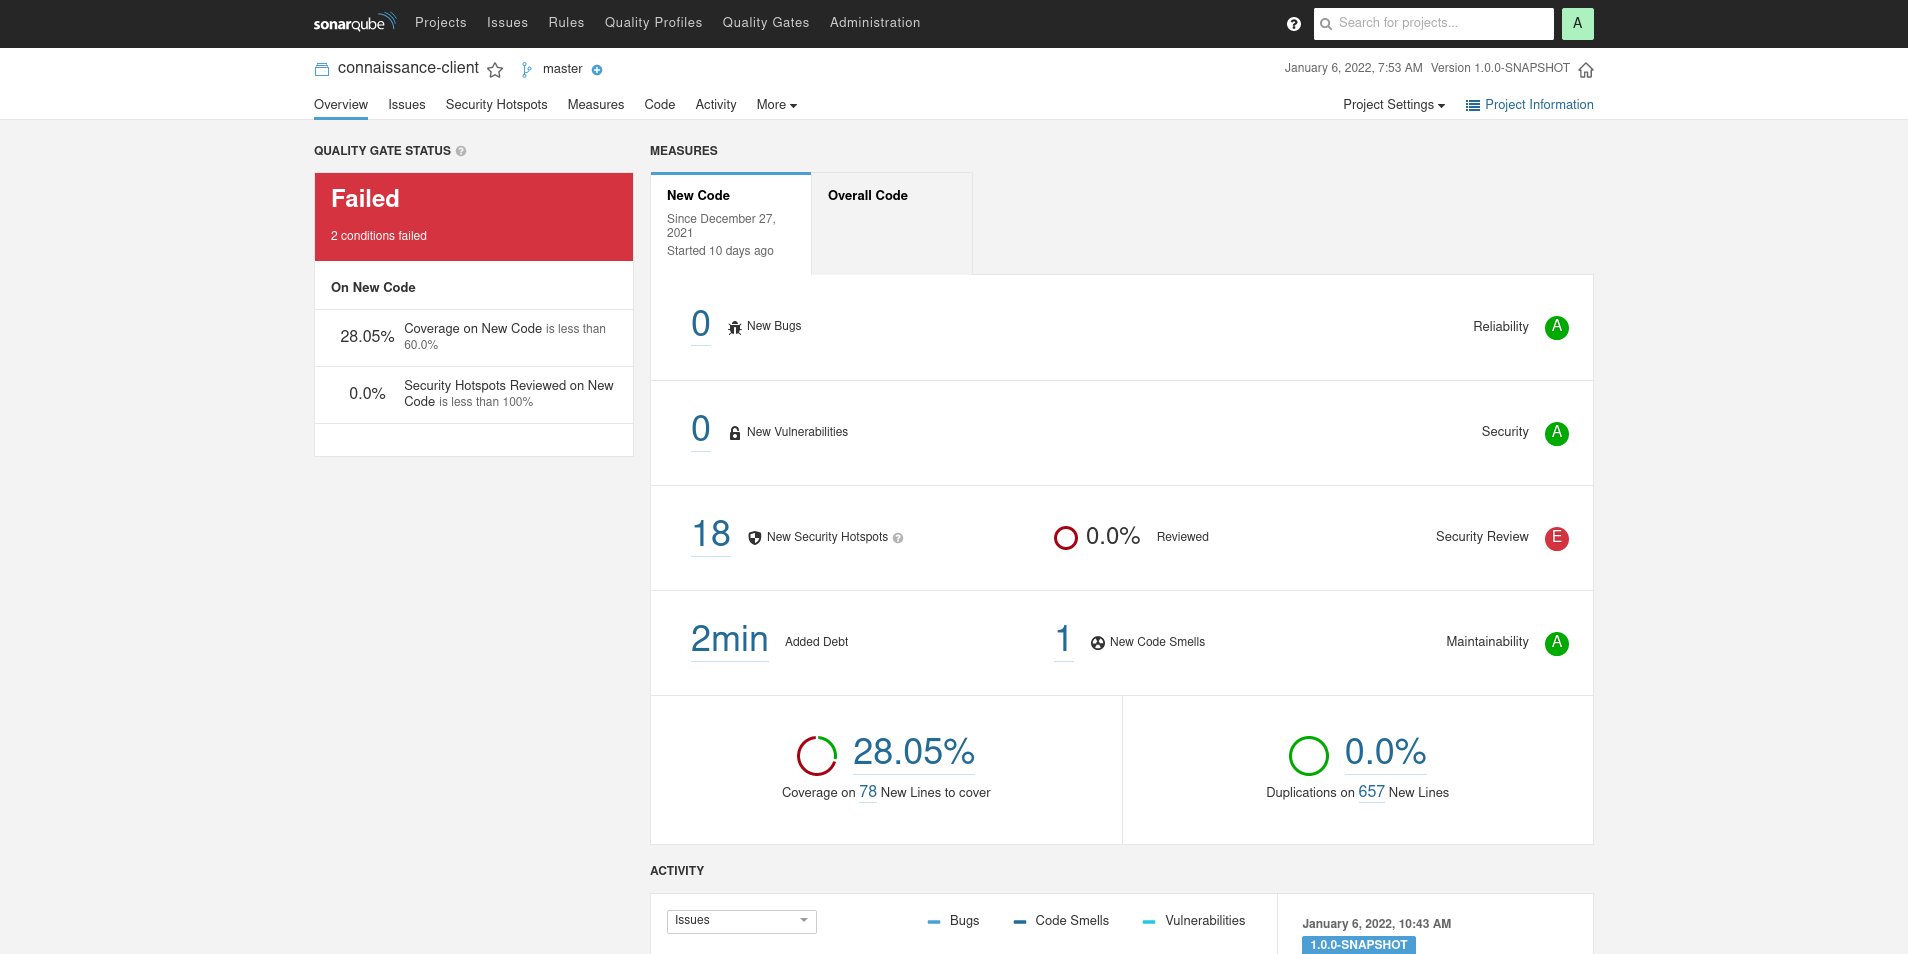 sonarqube Projects Issues Rules Quality Profiles Quality Gates Administration ? Search for projects... A
connaissance-client master January 6, 2022, 7:53 AM Version 1.0.0-SNAPSHOT
Overview Issues Security Hotspots Measures Code Activity More Project Settings Project Information
QUALITY GATE STATUS ?
Failed
2 conditions failed
On New Code
28.05% Coverage on New Code is less than
60.0%
0.0% Security Hotspots Reviewed on New
Code is less than 100%
MEASURES
New Code
Since December 27,
2021
Started 10 days ago
Overall Code
0 New Bugs Reliability A
0 New Vulnerabilities Security A
18 New Security Hotspots ? 0.0% Reviewed Security Review E
2min Added Debt 1 New Code Smells Maintainability A
28.05%
Coverage on 78 New Lines to cover
0.0%
Duplications on 657 New Lines
ACTIVITY
Issues Bugs Code Smells Vulnerabilities
January 6, 2022, 10:43 AM
1.0.0-SNAPSHOT